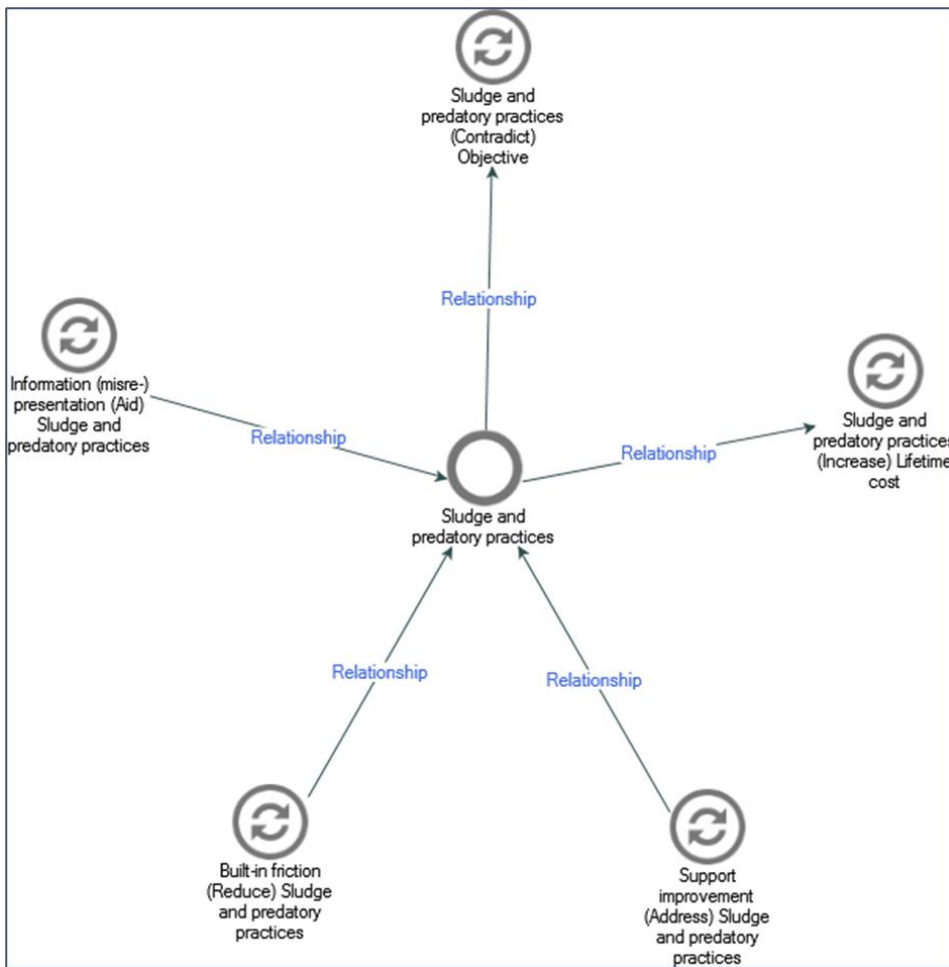 Sludge and
predatory practices
(Contradict)
Objective
Relationship
Information (misre-)
presentation (Aid)
Sludge and
predatory practices
Relationship
Sludge and
predatory practices
(Increase) Lifetime
cost
Relationship
Sludge and
predatory practices
Relationship
Relationship
Built-in friction
(Reduce) Sludge
and predatory
practices
Support
improvement
(Address) Sludge
and predatory
practices